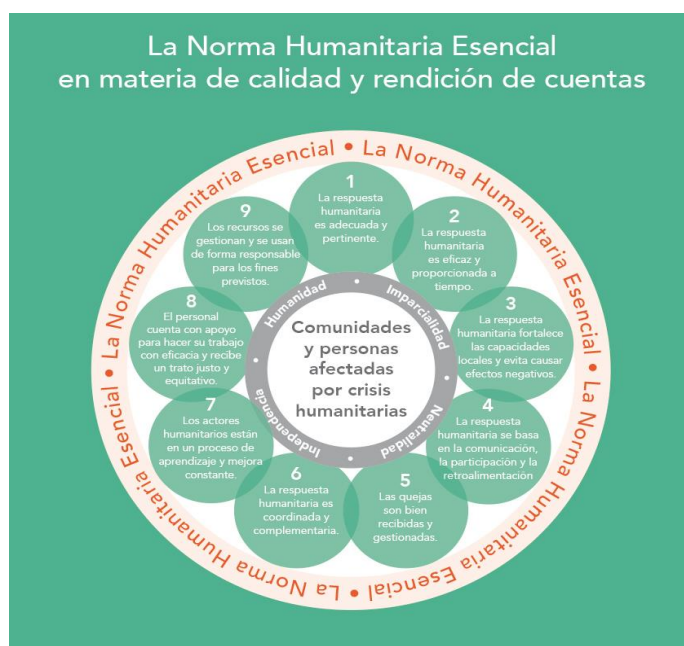 La Norma Humanitaria Esencial
en materia de calidad y rendición de cuentas
La Norma Humanitaria Esencial • La Norma Humanitaria Esencial • La Norma Humanitaria Esencial • La Norma Humanitaria Esencial •
1
La respuesta
humanitaria
es adecuada y
pertinente.
2
La respuesta
humanitaria
es eficaz y
proporcionada a
tiempo.
3
La respuesta
humanitaria fortalece
las capacidades
locales y evita causar
efectos negativos.
4
La respuesta
humanitaria se basa
en la comunicación,
la participación y la
retroalimentación
5
Las quejas
son bien
recibidas y
gestionadas.
6
La respuesta
humanitaria es
coordinada y
complementaria.
7
Los actores
humanitarios están
en un proceso de
aprendizaje y mejora
constante.
8
El personal
cuenta con apoyo
para hacer su trabajo
con eficacia y recibe
un trato justo y
equitativo.
9
Los recursos se
gestionan y se usan
de forma responsable
para los fines
previstos.
Humanidad • Imparcialidad • Neutralidad • Independencia •
Comunidades
y personas
afectadas
por crisis
humanitarias